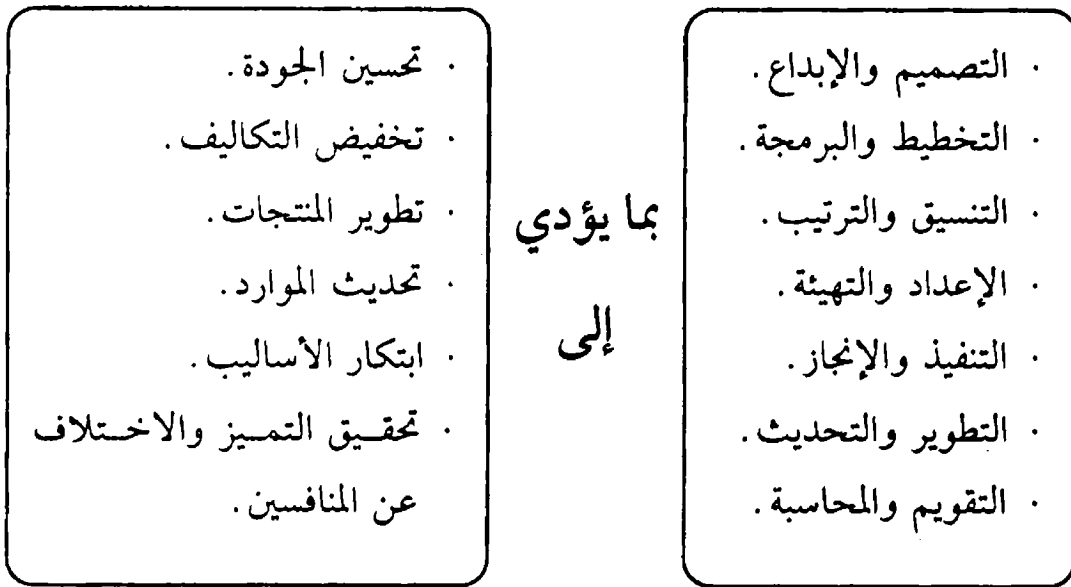 · التصميم والإبداع.
· التخطيط والبرمجة.
· التنسيق والترتيب.
· الإعداد والتهيئة.
· التنفيذ والإنجاز.
· التطوير والتحديث.
· التقويم والمحاسبة.
بما يؤدي
إلى
· تحسين الجودة.
· تخفيض التكاليف.
· تطوير المنتجات.
· تحديث الموارد.
· ابتكار الأساليب.
· تحقيق التميز والاختلاف
عن المنافسين.